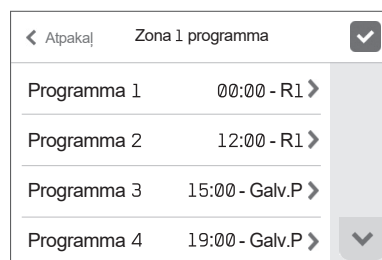 Atpakaļ Zona 1 programma
Programma 1 00:00 - R1
Programma 2 12:00 - R1
Programma 3 15:00 - Galv.P
Programma 4 19:00 - Galv.P